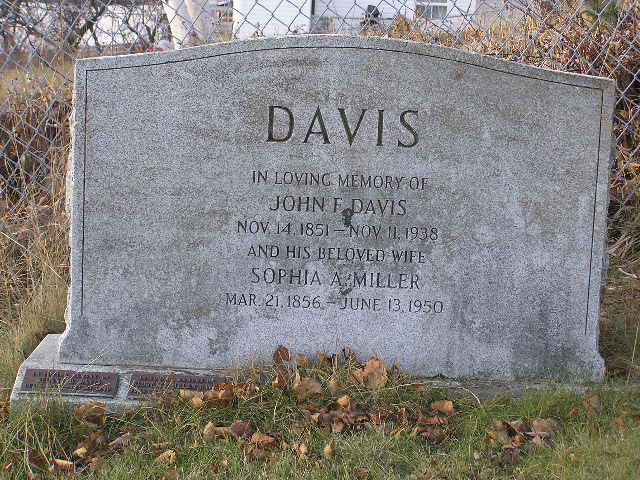 DAVIS
IN LOVING MEMORY OF
JOHN F. DAVIS
NOV. 14, 1851 – NOV. 11, 1938
AND HIS BELOVED WIFE
SOPHIA A. MILLER
MAR. 21, 1856. – JUNE 13, 1950